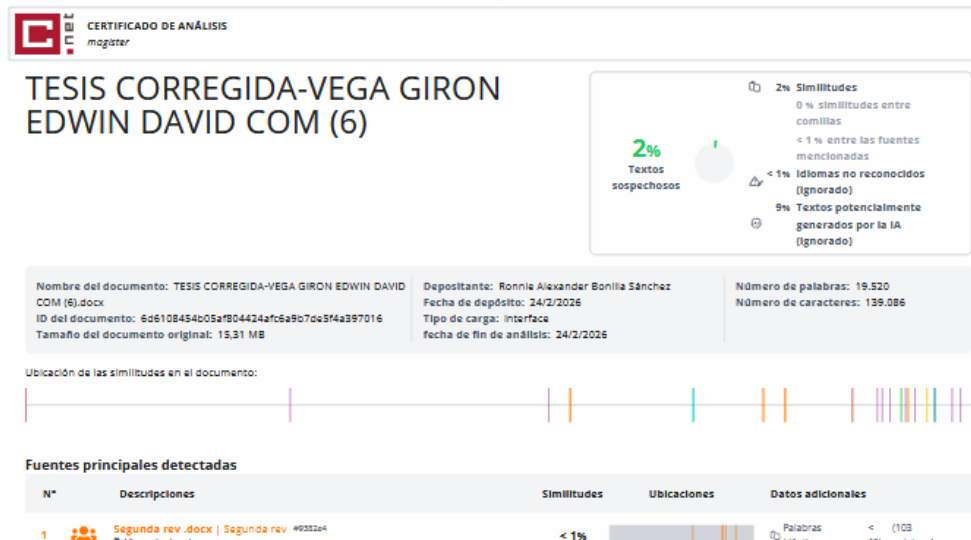 C.net
CERTIFICADO DE ANÁLISIS
magister
TESIS CORREGIDA-VEGA GIRON
EDWIN DAVID COM (6)
2%
Textos
sospechosos
2% Similitudes
0 % similitudes entre
comillas
< 1 % entre las fuentes
mencionadas
< 1% Idiomas no reconocidos
(ignorado)
9% Textos potencialmente
generados por la IA
(ignorado)
Nombre del documento: TESIS CORREGIDA-VEGA GIRON EDWIN DAVID
COM (6).docx
ID del documento: 6d6108454b05af804424afc6a9b7de5f4a397016
Tamaño del documento original: 15,31 MB
Depositante: Ronnie Alexander Bonilla Sánchez
Fecha de depósito: 24/2/2026
Tipo de carga: interface
fecha de fin de análisis: 24/2/2026
Número de palabras: 19.520
Número de caracteres: 139.086
Ubicación de las similitudes en el documento:
Fuentes principales detectadas
N° Descripciones Similitudes Ubicaciones Datos adicionales
1 Segunda rev .docx | Segunda rev #9352e4 < 1% Palabras < (103